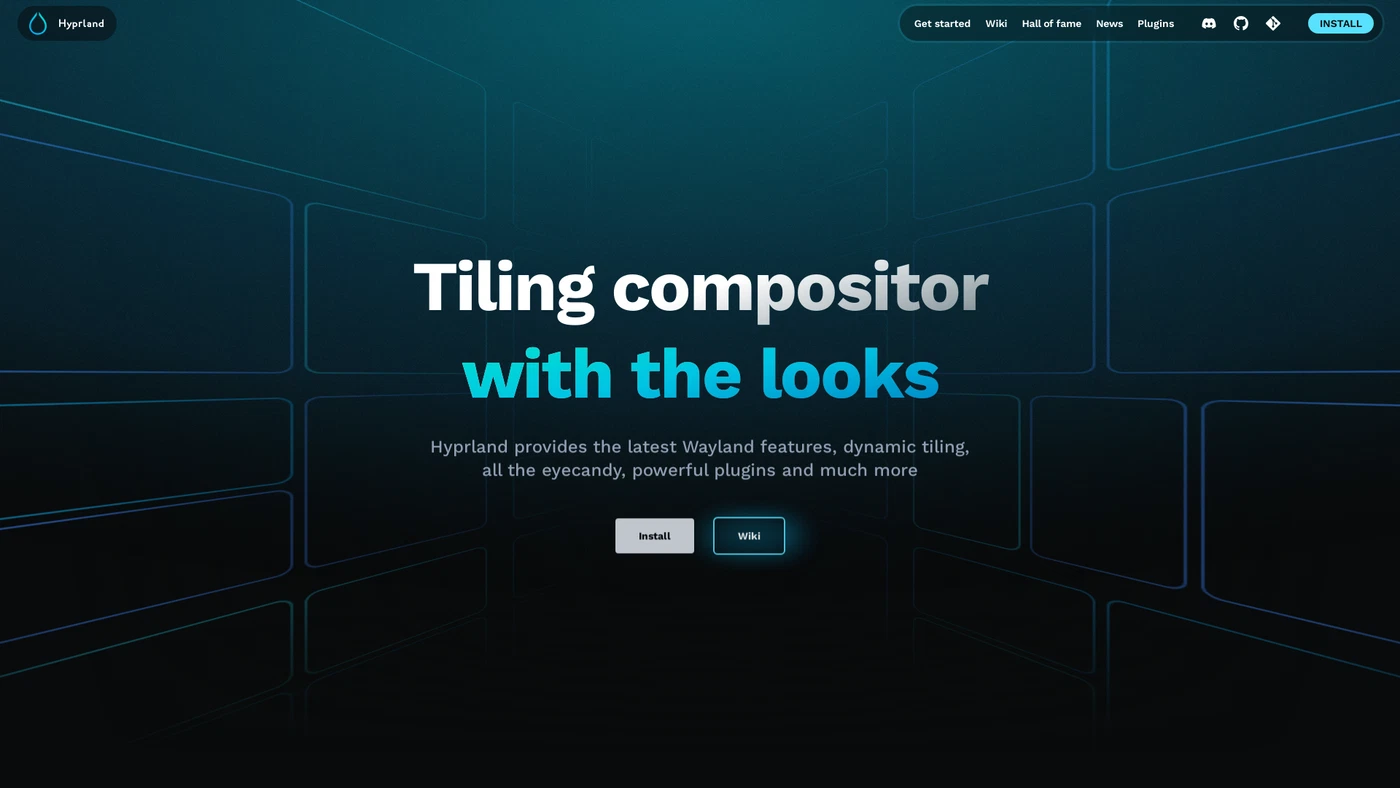 Hyprland
Get started Wiki Hall of fame News Plugins INSTALL
Tiling compositor
with the looks
Hyprland provides the latest Wayland features, dynamic tiling,
all the eyecandy, powerful plugins and much more
Install Wiki